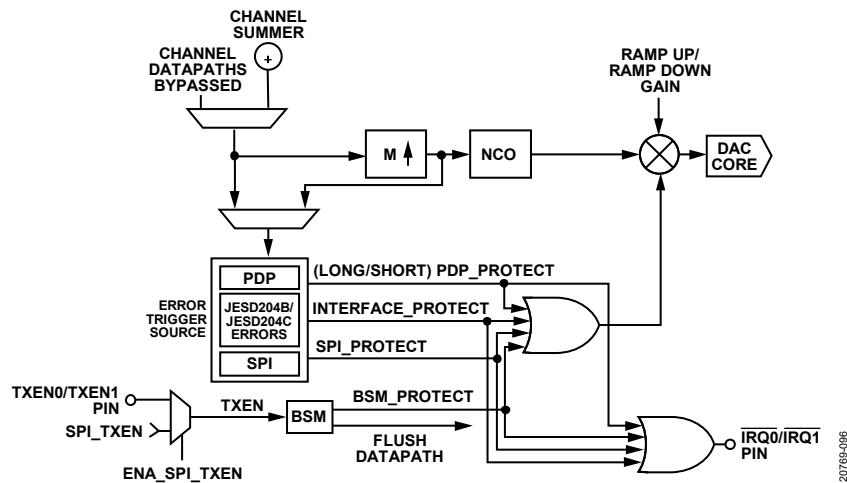 CHANNEL
SUMMER
+
CHANNEL
DATAPATHS
BYPASSED
RAMP UP/
RAMP DOWN
GAIN
M
NCO
DAC
CORE
ERROR
TRIGGER
SOURCE
PDP
JESD204B/
JESD204C
ERRORS
SPI
(LONG/SHORT) PDP_PROTECT
INTERFACE_PROTECT
SPI_PROTECT
TXEN0/TXEN1
PIN
SPI_TXEN
ENA_SPI_TXEN
TXEN
BSM
BSM_PROTECT
FLUSH
DATAPATH
IRQ0/IRQ1
PIN
20769-096